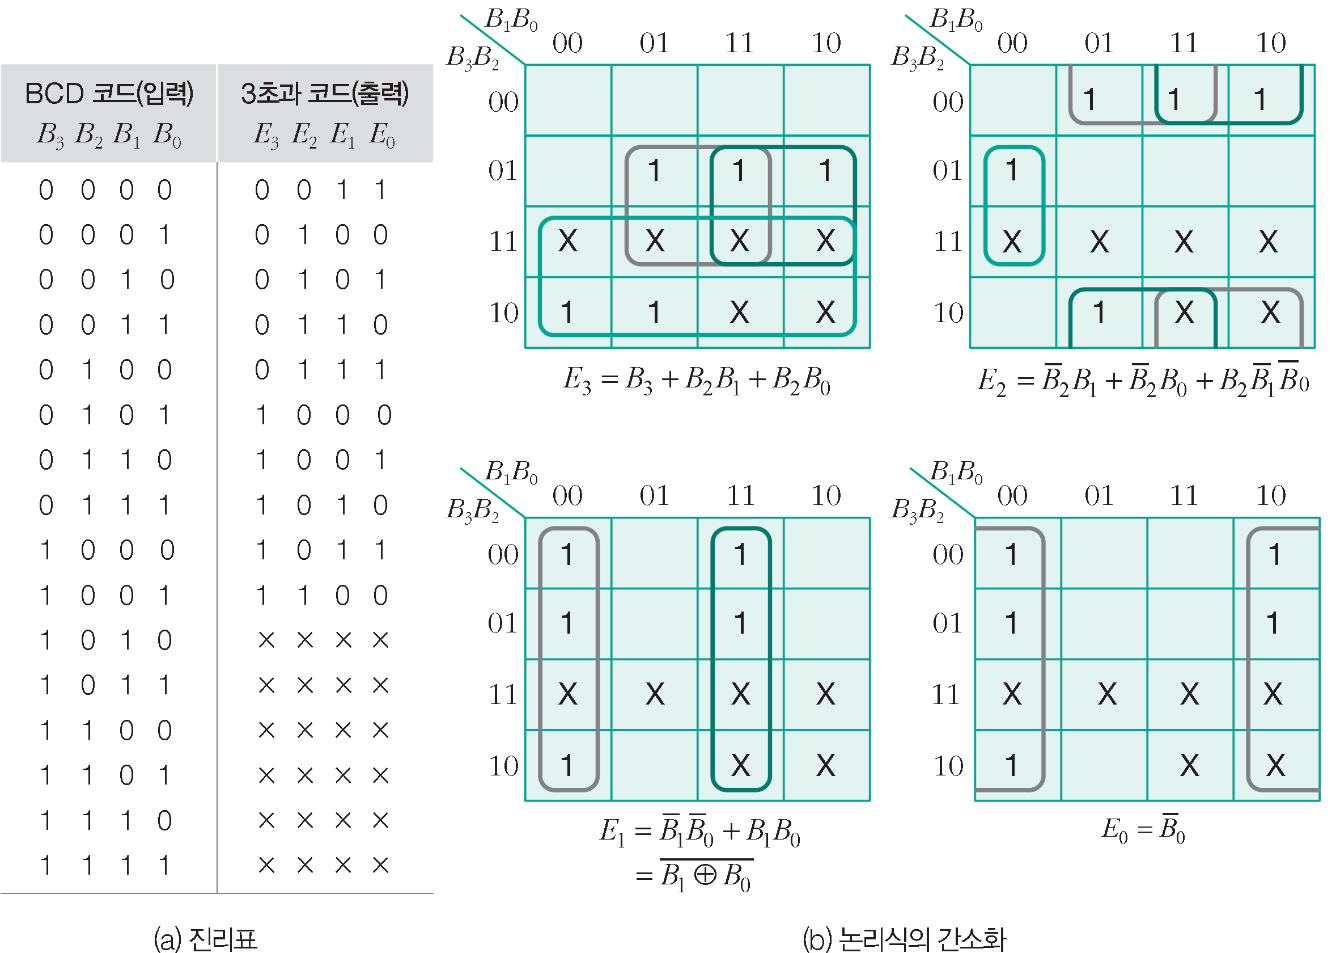 BCD 코드(입력) 3초과 코드(출력)
B₃ B₂ B₁ B₀ E₃ E₂ E₁ E₀
0 0 0 0 0 0 1 1
0 0 0 1 0 1 0 0
0 0 1 0 0 1 0 1
0 0 1 1 0 1 1 0
0 1 0 0 0 1 1 1
0 1 0 1 1 0 0 0
0 1 1 0 1 0 0 1
0 1 1 1 1 0 1 0
1 0 0 0 1 0 1 1
1 0 0 1 1 1 0 0
1 0 1 0 × × × ×
1 0 1 1 × × × ×
1 1 0 0 × × × ×
1 1 0 1 × × × ×
1 1 1 0 × × × ×
1 1 1 1 × × × ×
(a) 진리표
B₁B₀
B₃B₂ 00 01 11 10
00
01 1 1 1
11 X X X X
10 1 1 X X
E₃ = B₃ + B₂B₁ + B₂B₀
B₁B₀
B₃B₂ 00 01 11 10
00 1 1 1
01 1
11 X X X X
10 1 X X
E₂ = B̅₂B₁ + B̅₂B₀ + B₂B̅₁B̅₀
B₁B₀
B₃B₂ 00 01 11 10
00 1 1
01 1 1
11 X X X X
10 1 X X
E₁ = B̅₁B̅₀ + B₁B₀
= B̅₁̅ ̅⊕̅ ̅B̅₀̅
B₁B₀
B₃B₂ 00 01 11 10
00 1 1
01 1 1
11 X X X X
10 1 X X
E₀ = B̅₀
(b) 논리식의 간소화